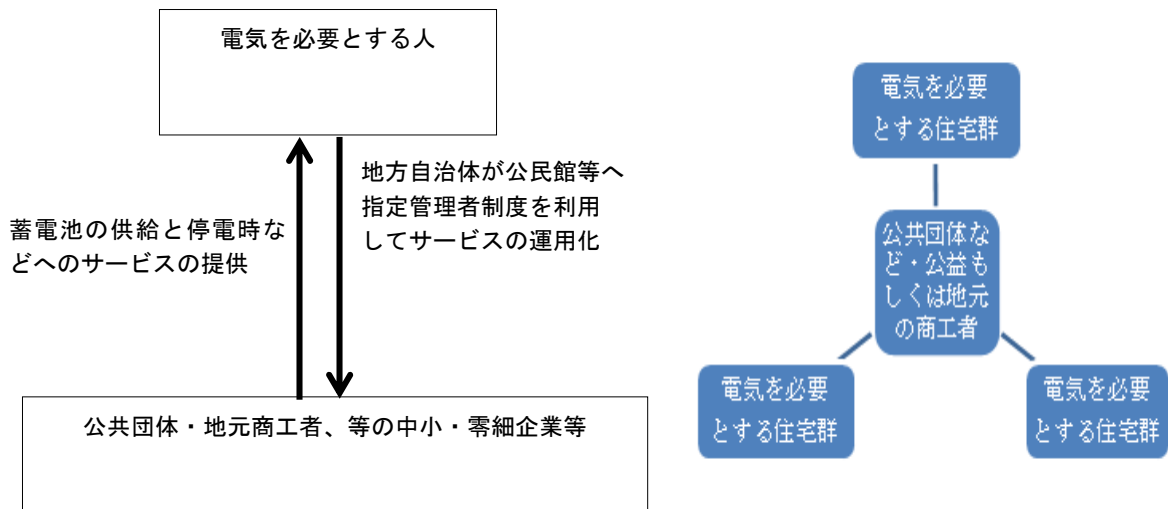 電気を必要とする人
地方自治体が公民館等へ
指定管理者制度を利用
してサービスの運用化
蓄電池の供給と停電時な
どへのサービスの提供
公共団体・地元商工者、等の中小・零細企業等
電気を必要
とする住宅群
公共団体な
ど・公益も
しくは地元
の商工者
電気を必要
とする住宅群
電気を必要
とする住宅群